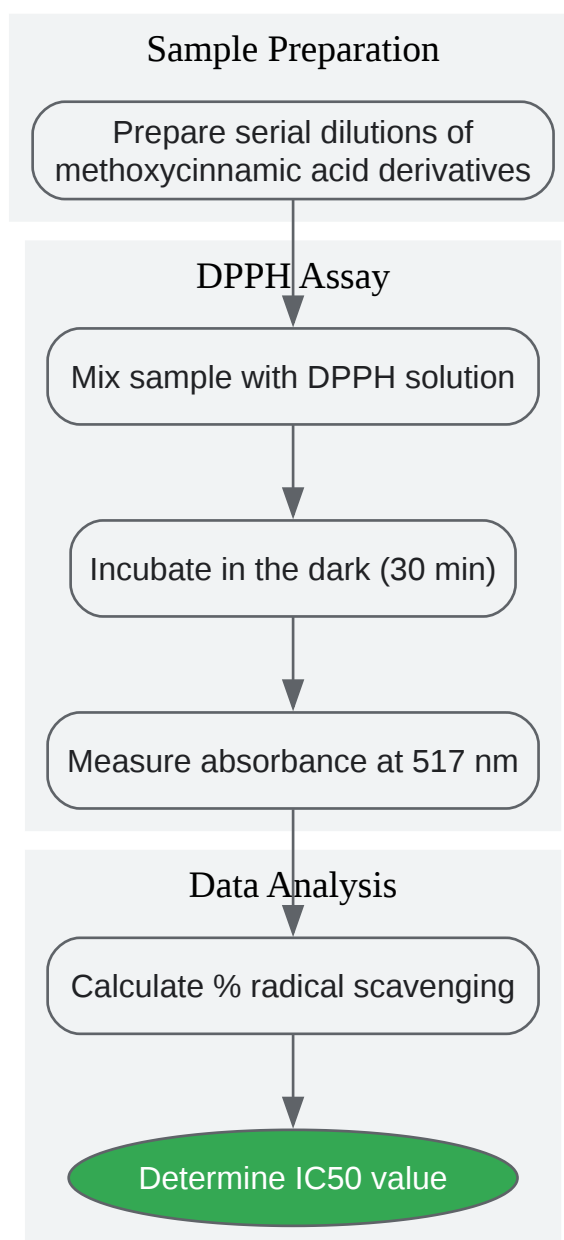 Sample Preparation
Prepare serial dilutions of
methoxycinnamic acid derivatives
DPPH Assay
Mix sample with DPPH solution
Incubate in the dark (30 min)
Measure absorbance at 517 nm
Data Analysis
Calculate % radical scavenging
Determine IC50 value